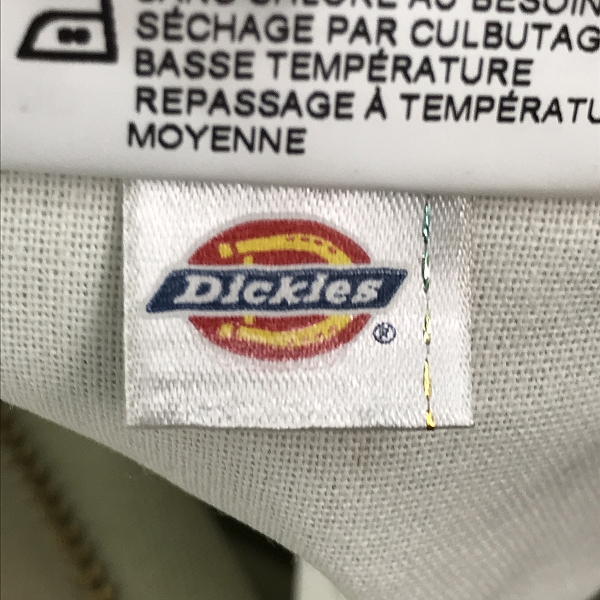 SÉCHAGE PAR CULBUTAG
BASSE TEMPÉRATURE
REPASSAGE À TEMPÉRATU
MOYENNE
Dickies
®